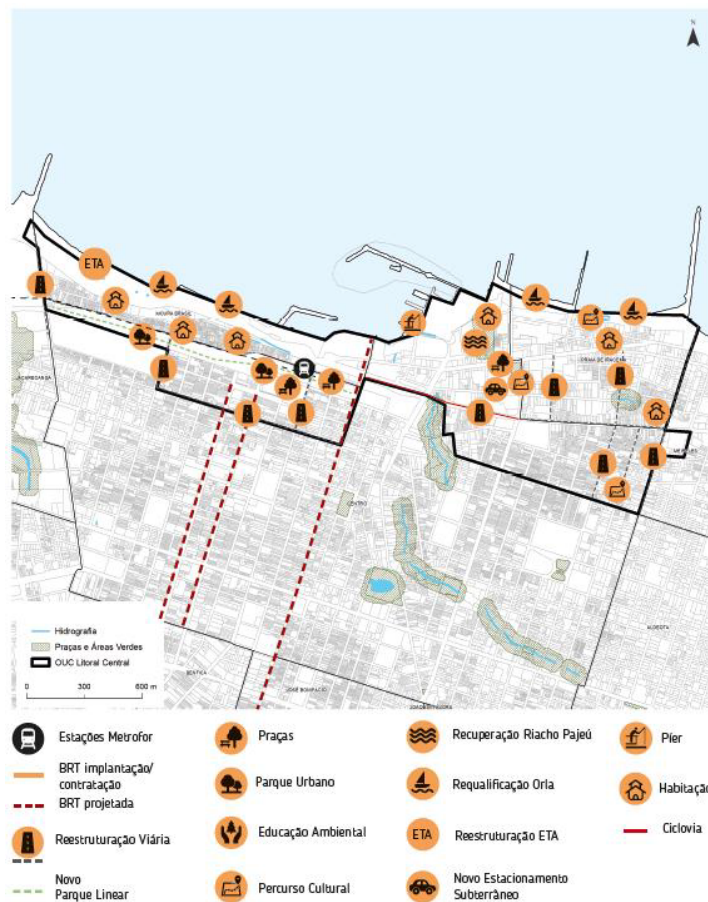 N
ETA
MOURA BRASIL
JACARECANGA
PRAIA DE IRACEMA
MEIRELES
CENTRO
ALDEOTA
BENFICA
JOSÉ BONIFÁCIO
JOAQUIM TÁVORA
Hidrografia
Praças e Áreas Verdes
OUC Litoral Central
0 300 600 m
Estações Metrofor
BRT implantação/
contratação
BRT projetada
Reestruturação Viária
Novo
Parque Linear
Praças
Parque Urbano
Educação Ambiental
Percurso Cultural
Recuperação Riacho Pajeú
Requalificação Orla
ETA Reestruturação ETA
Novo Estacionamento
Subterrâneo
Píer
Habitação
Ciclovia